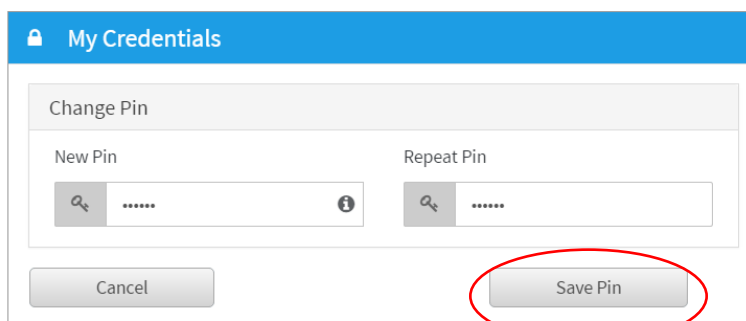 My Credentials
Change Pin
New Pin Repeat Pin
•••••• ••••••
Cancel Save Pin